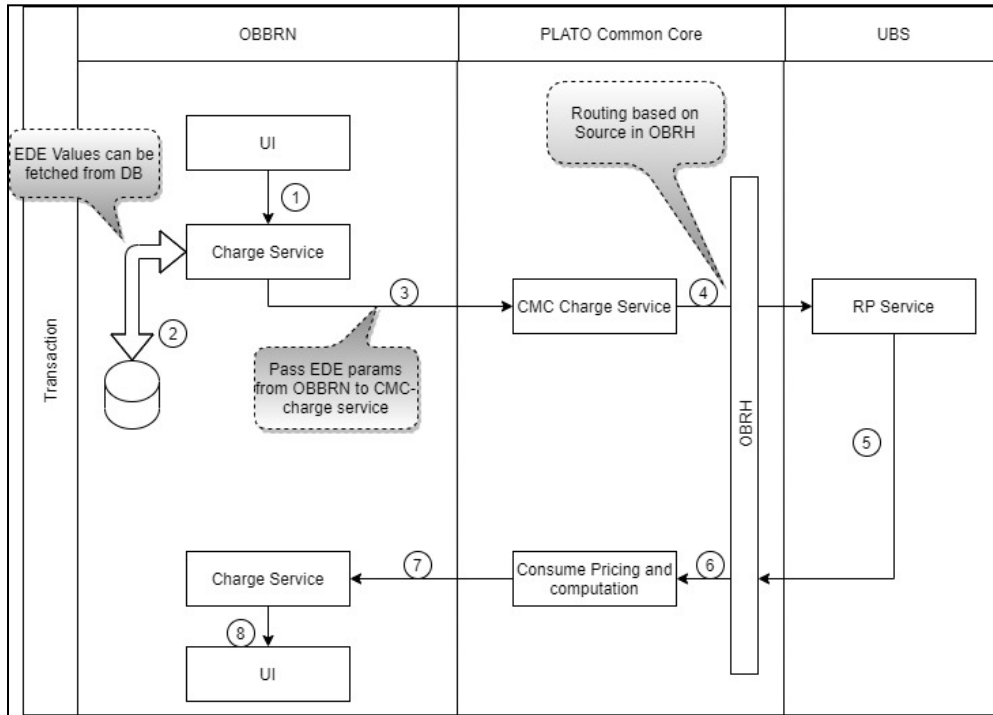 OBBRN
PLATO Common Core
UBS
Transaction
Routing based on
Source in OBRH
UI
EDE Values can be
fetched from DB
1
Charge Service
3
CMC Charge Service
4
RP Service
2
Pass EDE params
from OBBRN to CMC-
charge service
OBRH
5
Charge Service
7
Consume Pricing and
computation
6
8
UI